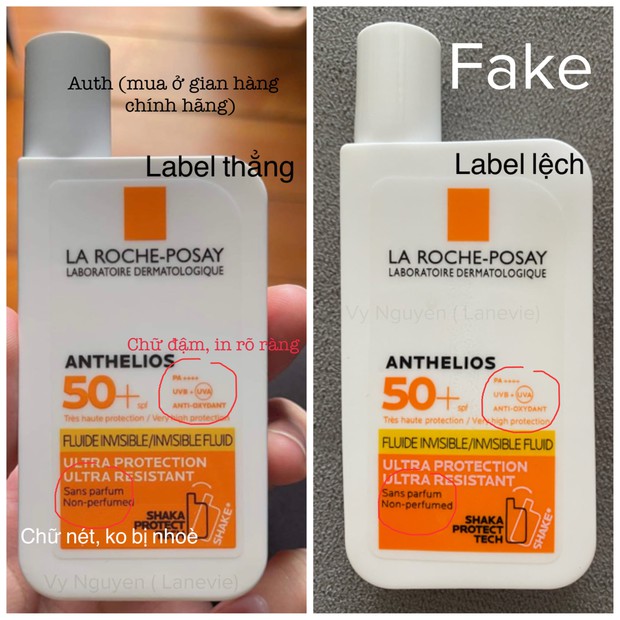 Auth (mua ở gian hàng
chính hãng)
Label thẳng
LA ROCHE-POSAY
LABORATOIRE DERMATOLOGIQUE
Chữ đậm, in rõ ràng
ANTHELIOS
50+ spf
PA ++++
UVB + UVA
ANTI-OXYDANT
Très haute protection / Very high protection
FLUIDE INVISIBLE/INVISIBLE FLUID
ULTRA PROTECTION
ULTRA RESISTANT
Sans parfum
Non-perfumed
SHAKA
PROTECT
SHAKE*
Chữ nét, ko bị nhoè
Vy Nguyen ( Lanevie)
Fake
Label lệch
LA ROCHE-POSAY
LABORATOIRE DERMATOLOGIQUE
Vy Nguyen ( Lanevie)
ANTHELIOS
50+ spf
PA ++++
UVB + UVA
ANTI-OXYDANT
Très haute protection / Very high protection
FLUIDE INVISIBLE/INVISIBLE FLUID
ULTRA PROTECTION
ULTRA RESISTANT
Sans parfum
Non-perfumed
SHAKA
PROTECT
TECH
SHAKE*